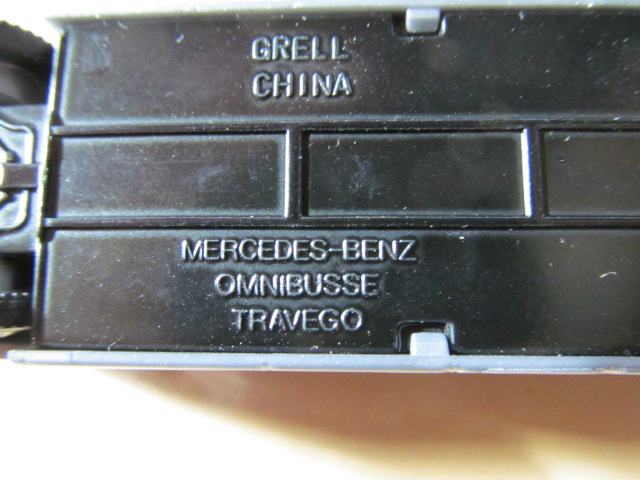 GRELL
CHINA
MERCEDES-BENZ
OMNIBUSSE
TRAVEGO